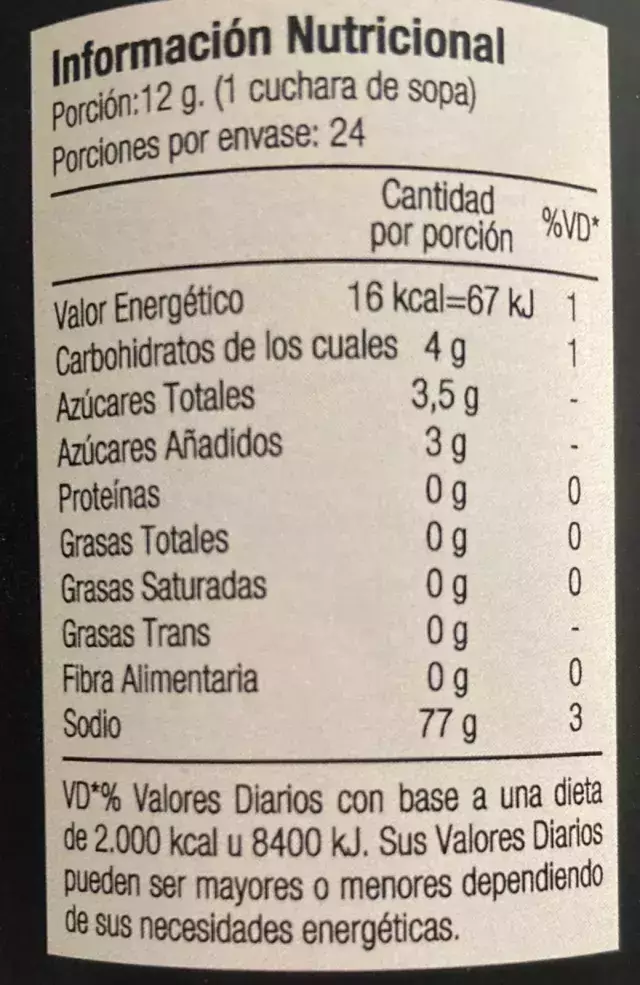 Información Nutricional
Porción:12 g. (1 cuchara de sopa)
Porciones por envase: 24
Cantidad por porción %VD*
Valor Energético 16 kcal=67 kJ 1
Carbohidratos de los cuales 4 g 1
Azúcares Totales 3,5 g -
Azúcares Añadidos 3 g -
Proteínas 0 g 0
Grasas Totales 0 g 0
Grasas Saturadas 0 g 0
Grasas Trans 0 g -
Fibra Alimentaria 0 g 0
Sodio 77 g 3
VD*% Valores Diarios con base a una dieta
de 2.000 kcal u 8400 kJ. Sus Valores Diarios
pueden ser mayores o menores dependiendo
de sus necesidades energéticas.